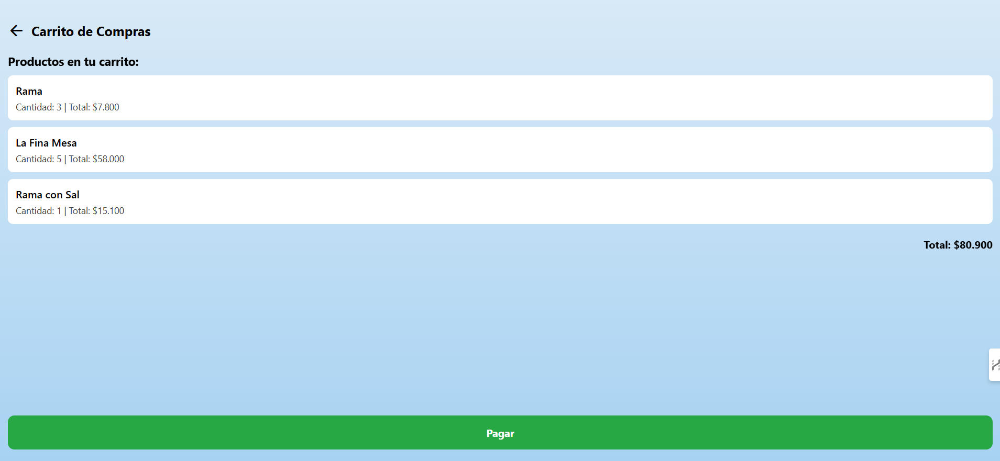 Carrito de Compras
Productos en tu carrito:
Rama
Cantidad: 3 | Total: $7.800
La Fina Mesa
Cantidad: 5 | Total: $58.000
Rama con Sal
Cantidad: 1 | Total: $15.100
Total: $80.900
Pagar